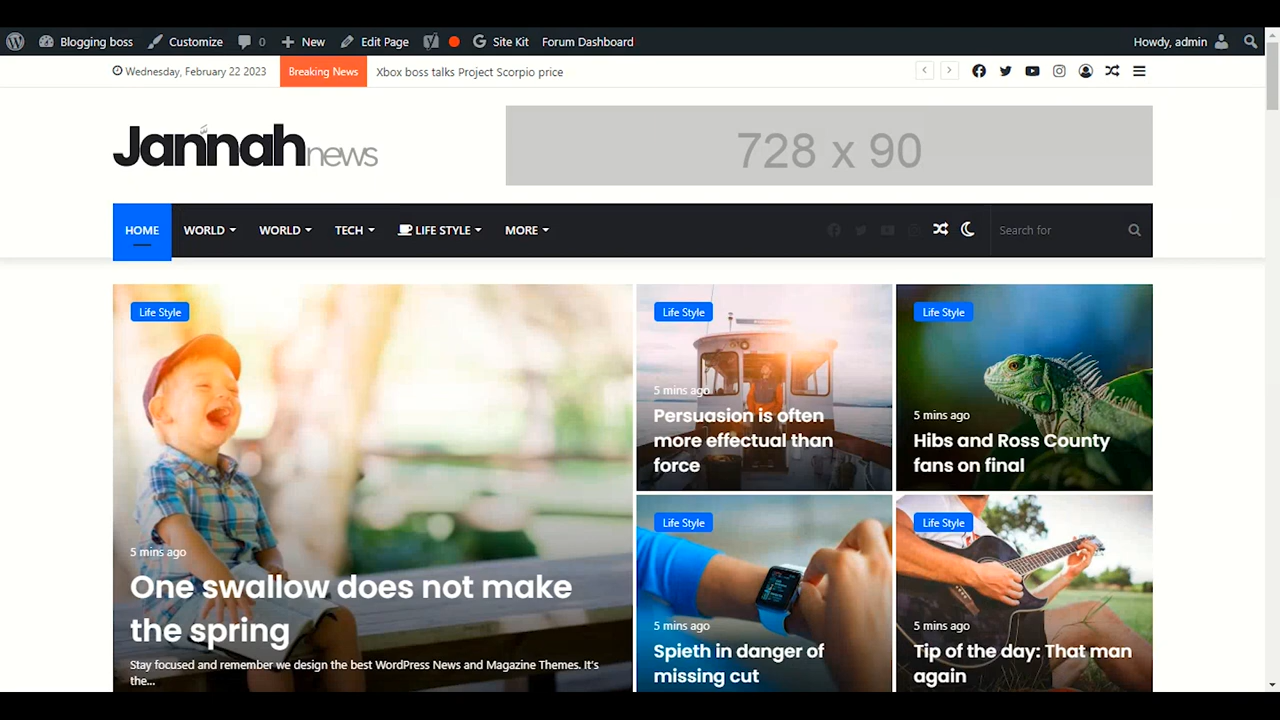 Blogging boss Customize 0 New Edit Page Site Kit Forum Dashboard Howdy, admin
Wednesday, February 22 2023 Breaking News Xbox boss talks Project Scorpio price
Jannah news
728 x 90
HOME WORLD WORLD TECH LIFE STYLE MORE Search for
Life Style
5 mins ago
One swallow does not make
the spring
Stay focused and remember we design the best WordPress News and Magazine Themes. It's
the...
Life Style
5 mins ago
Persuasion is often
more effectual than
force
Life Style
5 mins ago
Hibs and Ross County
fans on final
Life Style
5 mins ago
Spieth in danger of
missing cut
Life Style
5 mins ago
Tip of the day: That man
again